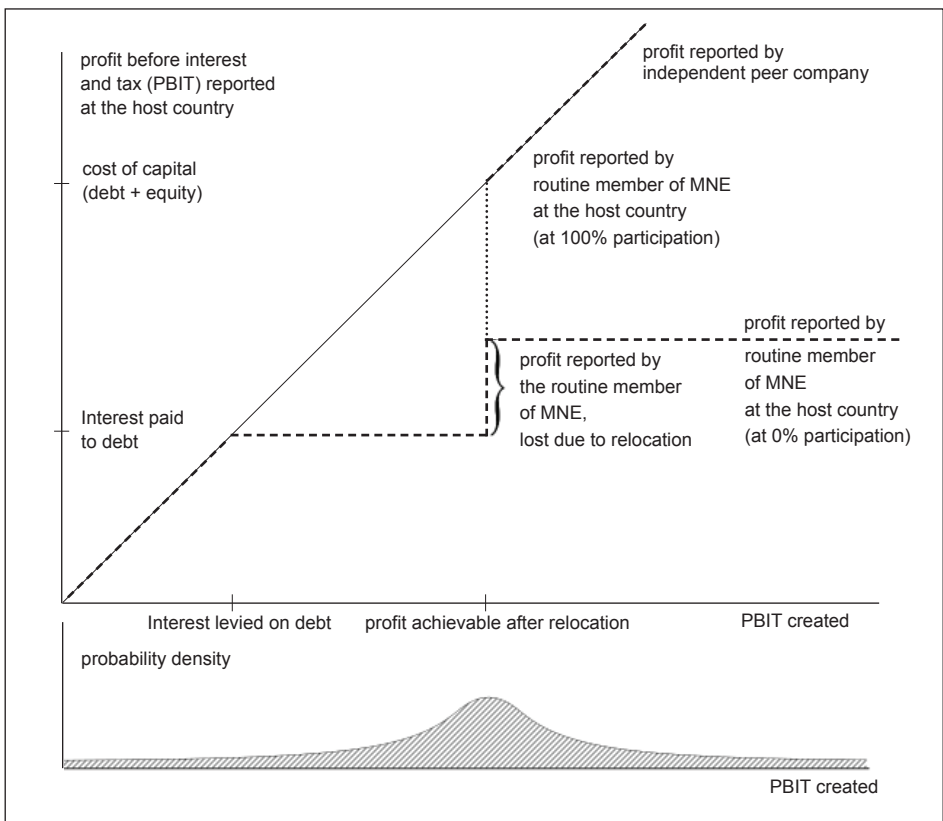 profit before interest
and tax (PBIT) reported
at the host country
profit reported by
independent peer company
cost of capital
(debt + equity)
profit reported by
routine member of MNE
at the host country
(at 100% participation)
profit reported by
routine member
of MNE
at the host country
(at 0% participation)
profit reported by
the routine member
of MNE,
lost due to relocation
Interest paid
to debt
Interest levied on debt
profit achievable after relocation
PBIT created
probability density
PBIT created